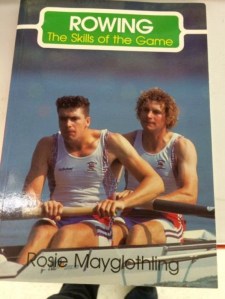 ROWING
The Skills of the Game
Rosie Mayglothling